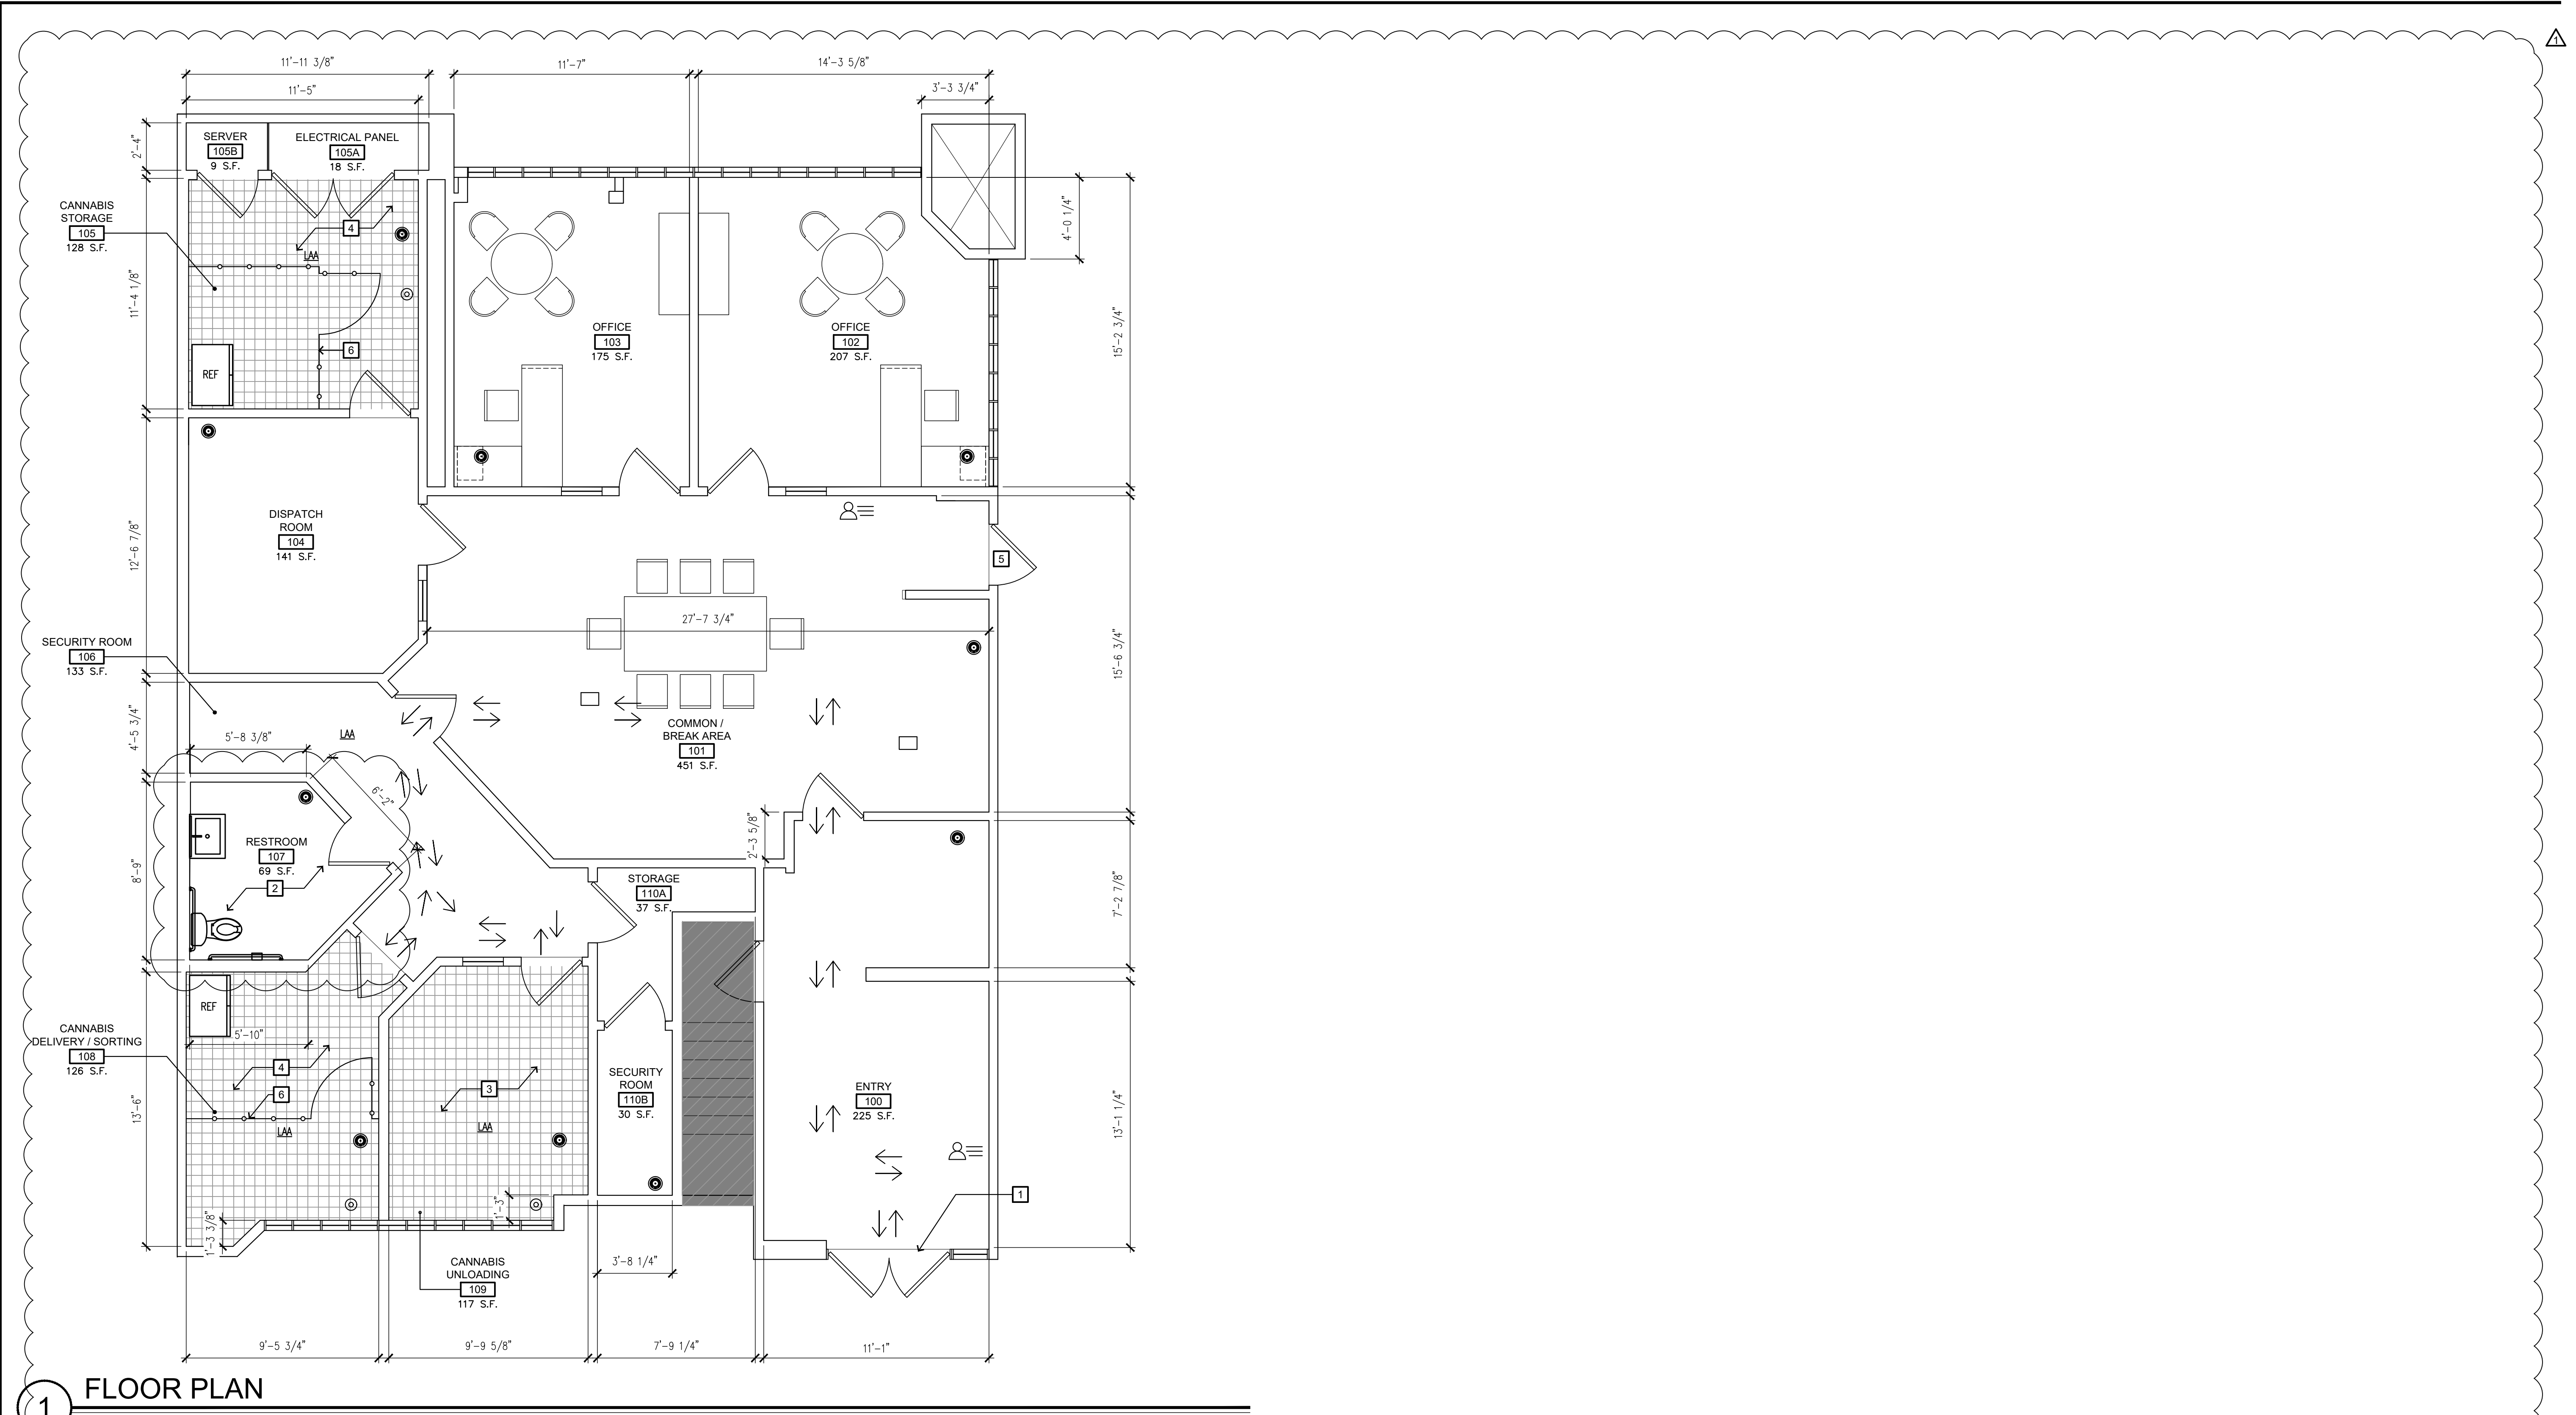 1
11'-11 3/8"
11'-7"
14'-3 5/8"
11'-5"
3'-3 3/4"
2'-4"
SERVER
105B
9 S.F.
ELECTRICAL PANEL
105A
18 S.F.
CANNABIS
STORAGE
105
128 S.F.
4
LAA
4'-0 1/4"
11'-4 1/8"
15'-2 3/4"
OFFICE
103
175 S.F.
OFFICE
102
207 S.F.
6
REF
DISPATCH
ROOM
104
141 S.F.
12'-6 7/8"
5
27'-7 3/4"
15'-6 3/4"
SECURITY ROOM
106
133 S.F.
4'-5 3/4"
5'-8 3/8"
LAA
COMMON /
BREAK AREA
101
451 S.F.
6'-2"
2'-3 5/8"
RESTROOM
107
69 S.F.
2
8'-9"
STORAGE
110A
37 S.F.
7'-2 7/8"
REF
5'-10"
CANNABIS
DELIVERY / SORTING
108
126 S.F.
4
6
LAA
3
LAA
SECURITY
ROOM
110B
30 S.F.
ENTRY
100
225 S.F.
13'-6"
13'-1 1/4"
1
1'-3"
1'-3 3/8"
CANNABIS
UNLOADING
109
117 S.F.
3'-8 1/4"
9'-5 3/4"
9'-9 5/8"
7'-9 1/4"
11'-1"
1
FLOOR PLAN